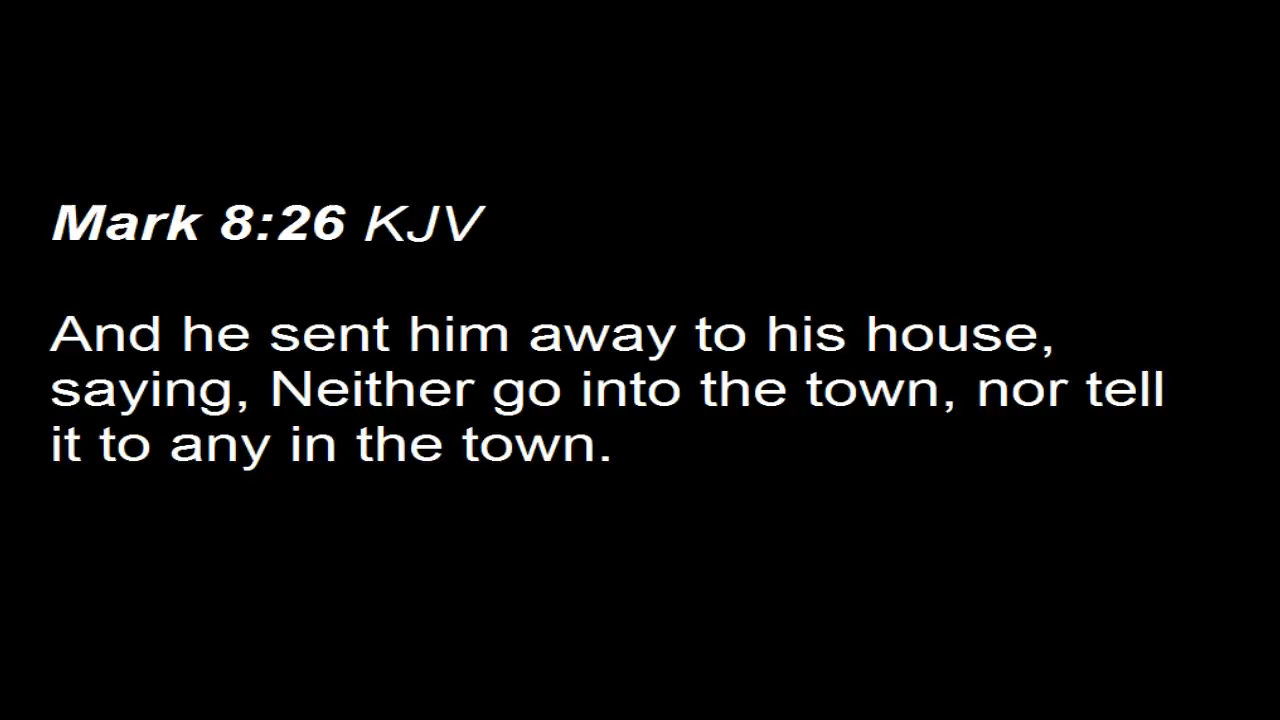 Mark 8:26 KJV
And he sent him away to his house,
saying, Neither go into the town, nor tell
it to any in the town.